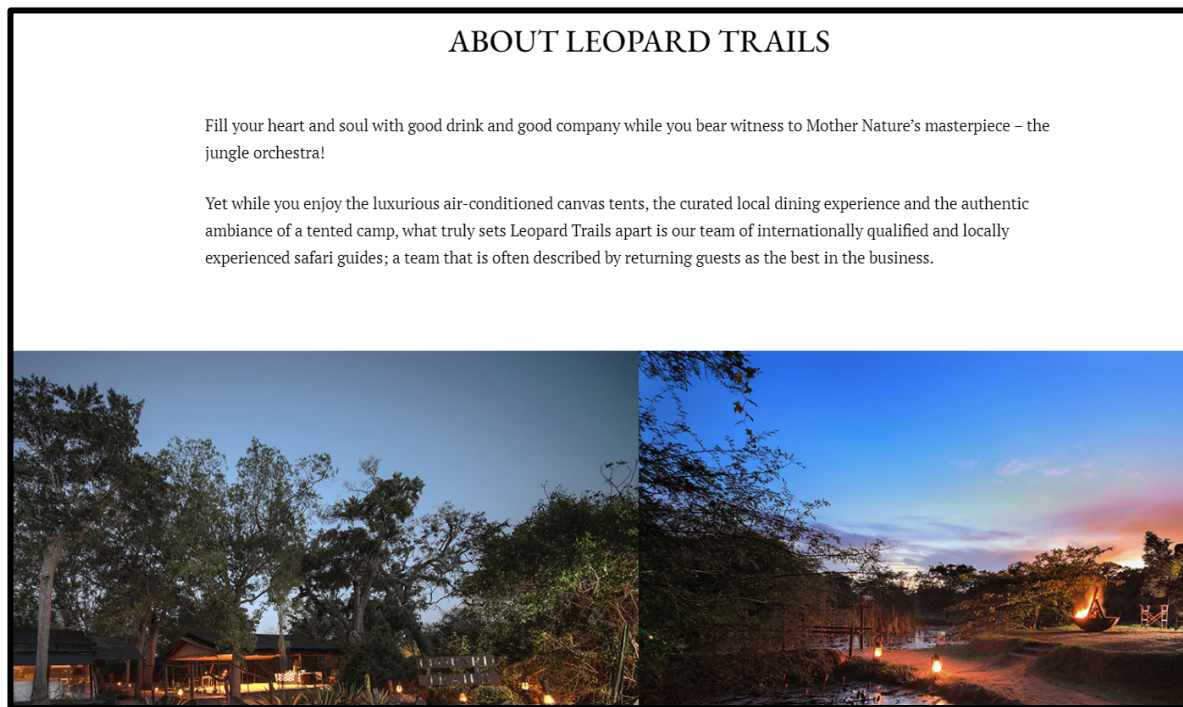 ABOUT LEOPARD TRAILS
Fill your heart and soul with good drink and good company while you bear witness to Mother Nature’s masterpiece – the
jungle orchestra!
Yet while you enjoy the luxurious air-conditioned canvas tents, the curated local dining experience and the authentic
ambiance of a tented camp, what truly sets Leopard Trails apart is our team of internationally qualified and locally
experienced safari guides; a team that is often described by returning guests as the best in the business.